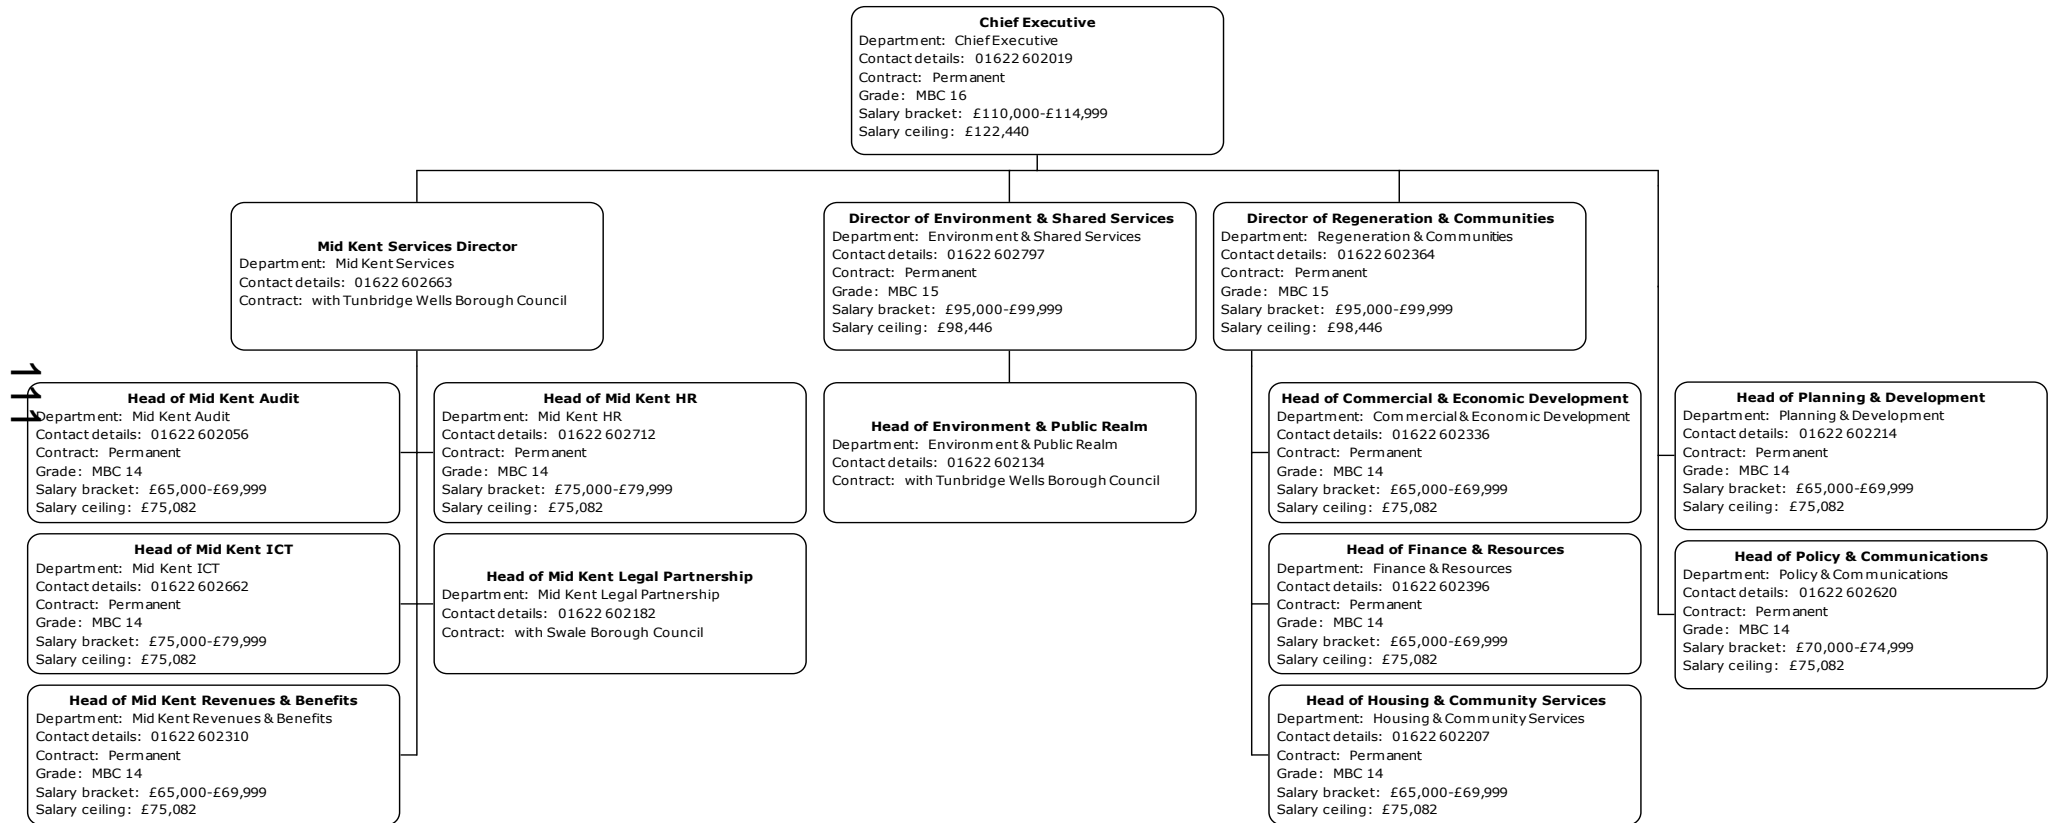 Chief Executive
Department: Chief Executive
Contact details: 01622 602019
Contract: Permanent
Grade: MBC 16
Salary bracket: £110,000-£114,999
Salary ceiling: £122,440
Mid Kent Services Director
Department: Mid Kent Services
Contact details: 01622 602663
Contract: with Tunbridge Wells Borough Council
Director of Environment & Shared Services
Department: Environment & Shared Services
Contact details: 01622 602797
Contract: Permanent
Grade: MBC 15
Salary bracket: £95,000-£99,999
Salary ceiling: £98,446
Director of Regeneration & Communities
Department: Regeneration & Communities
Contact details: 01622 602364
Contract: Permanent
Grade: MBC 15
Salary bracket: £95,000-£99,999
Salary ceiling: £98,446
111
Head of Mid Kent Audit
Department: Mid Kent Audit
Contact details: 01622 602056
Contract: Permanent
Grade: MBC 14
Salary bracket: £65,000-£69,999
Salary ceiling: £75,082
Head of Mid Kent HR
Department: Mid Kent HR
Contact details: 01622 602712
Contract: Permanent
Grade: MBC 14
Salary bracket: £75,000-£79,999
Salary ceiling: £75,082
Head of Environment & Public Realm
Department: Environment & Public Realm
Contact details: 01622 602134
Contract: with Tunbridge Wells Borough Council
Head of Commercial & Economic Development
Department: Commercial & Economic Development
Contact details: 01622 602336
Contract: Permanent
Grade: MBC 14
Salary bracket: £65,000-£69,999
Salary ceiling: £75,082
Head of Planning & Development
Department: Planning & Development
Contact details: 01622 602214
Contract: Permanent
Grade: MBC 14
Salary bracket: £65,000-£69,999
Salary ceiling: £75,082
Head of Mid Kent ICT
Department: Mid Kent ICT
Contact details: 01622 602662
Contract: Permanent
Grade: MBC 14
Salary bracket: £75,000-£79,999
Salary ceiling: £75,082
Head of Mid Kent Legal Partnership
Department: Mid Kent Legal Partnership
Contact details: 01622 602182
Contract: with Swale Borough Council
Head of Finance & Resources
Department: Finance & Resources
Contact details: 01622 602396
Contract: Permanent
Grade: MBC 14
Salary bracket: £65,000-£69,999
Salary ceiling: £75,082
Head of Policy & Communications
Department: Policy & Communications
Contact details: 01622 602620
Contract: Permanent
Grade: MBC 14
Salary bracket: £70,000-£74,999
Salary ceiling: £75,082
Head of Mid Kent Revenues & Benefits
Department: Mid Kent Revenues & Benefits
Contact details: 01622 602310
Contract: Permanent
Grade: MBC 14
Salary bracket: £65,000-£69,999
Salary ceiling: £75,082
Head of Housing & Community Services
Department: Housing & Community Services
Contact details: 01622 602207
Contract: Permanent
Grade: MBC 14
Salary bracket: £65,000-£69,999
Salary ceiling: £75,082